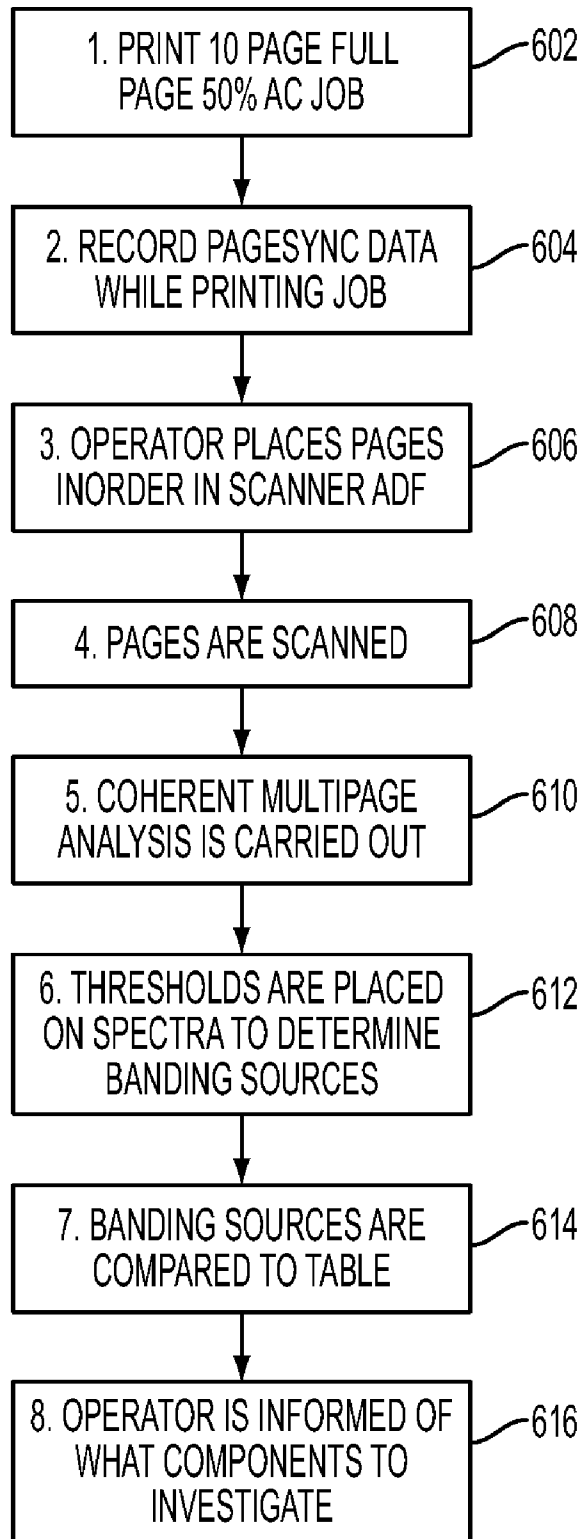 1. PRINT 10 PAGE FULL
PAGE 50% AC JOB
602
2. RECORD PAGESYNC DATA
WHILE PRINTING JOB
604
3. OPERATOR PLACES PAGES
INORDER IN SCANNER ADF
606
4. PAGES ARE SCANNED
608
5. COHERENT MULTIPAGE
ANALYSIS IS CARRIED OUT
610
6. THRESHOLDS ARE PLACED
ON SPECTRA TO DETERMINE
BANDING SOURCES
612
7. BANDING SOURCES ARE
COMPARED TO TABLE
614
8. OPERATOR IS INFORMED OF
WHAT COMPONENTS TO
INVESTIGATE
616